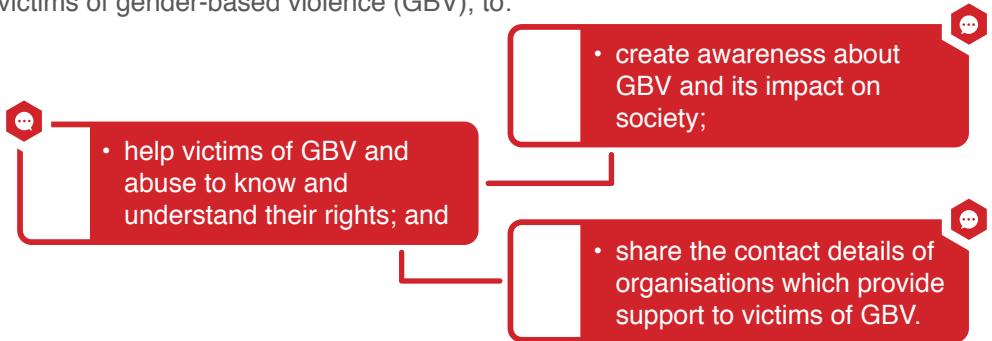 victims of gender-based violence (GBV), to:
• create awareness about
GBV and its impact on
society;
• help victims of GBV and
abuse to know and
understand their rights; and
• share the contact details of
organisations which provide
support to victims of GBV.